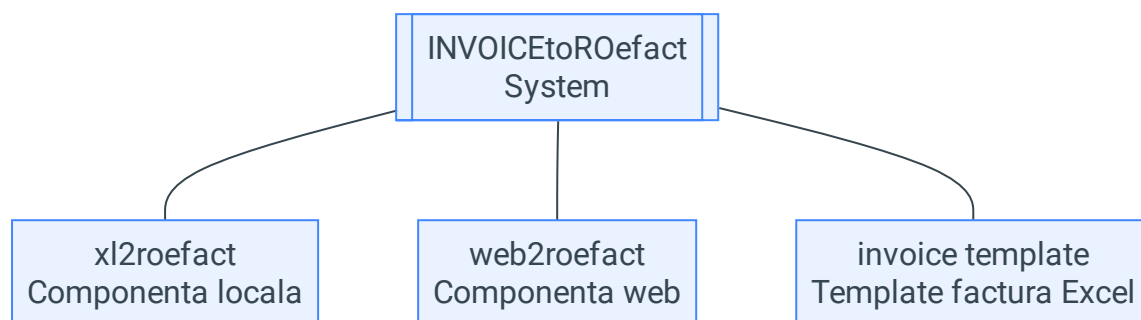 INVOICEtoROefact
System
xl2roefact
Componenta locala
web2roefact
Componenta web
invoice template
Template factura Excel